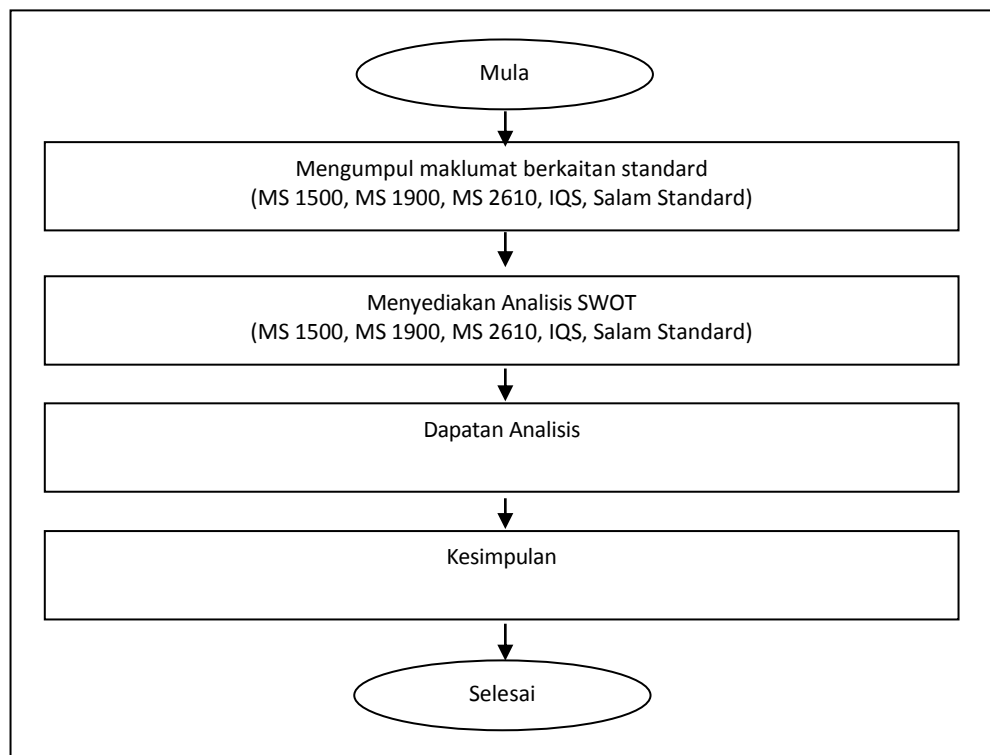 Mula
Mengumpul maklumat berkaitan standard
(MS 1500, MS 1900, MS 2610, IQS, Salam Standard)
Menyediakan Analisis SWOT
(MS 1500, MS 1900, MS 2610, IQS, Salam Standard)
Dapatan Analisis
Kesimpulan
Selesai